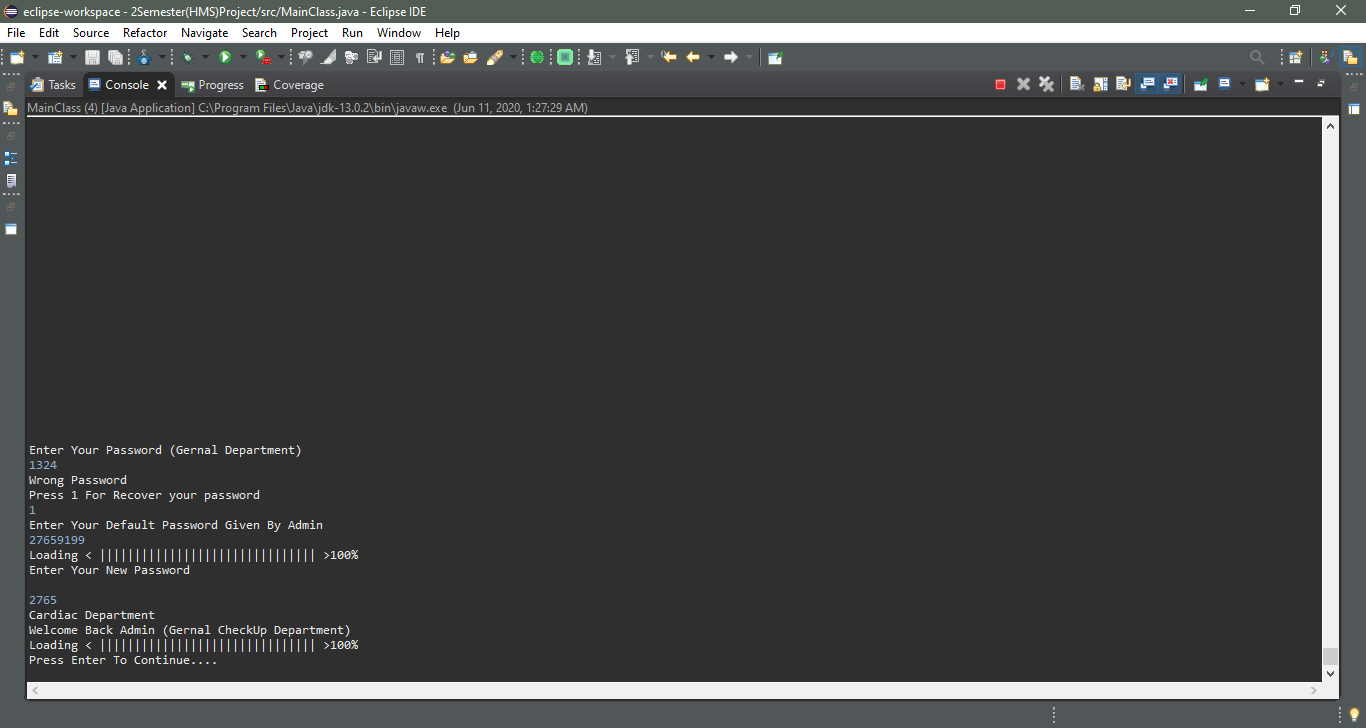 eclipse-workspace - 2Semester(HMS)Project/src/MainClass.java - Eclipse IDE
File Edit Source Refactor Navigate Search Project Run Window Help
Tasks Console Progress Coverage
MainClass (4) [Java Application] C:\Program Files\Java\jdk-13.0.2\bin\javaw.exe (Jun 11, 2020, 1:27:29 AM)
Enter Your Password (Gernal Department)
1324
Wrong Password
Press 1 For Recover your password
1
Enter Your Default Password Given By Admin
27659199
Loading < ||||||||||||||||||||||||||||||| >100%
Enter Your New Password
2765
Cardiac Department
Welcome Back Admin (Gernal CheckUp Department)
Loading < ||||||||||||||||||||||||||||||| >100%
Press Enter To Continue....